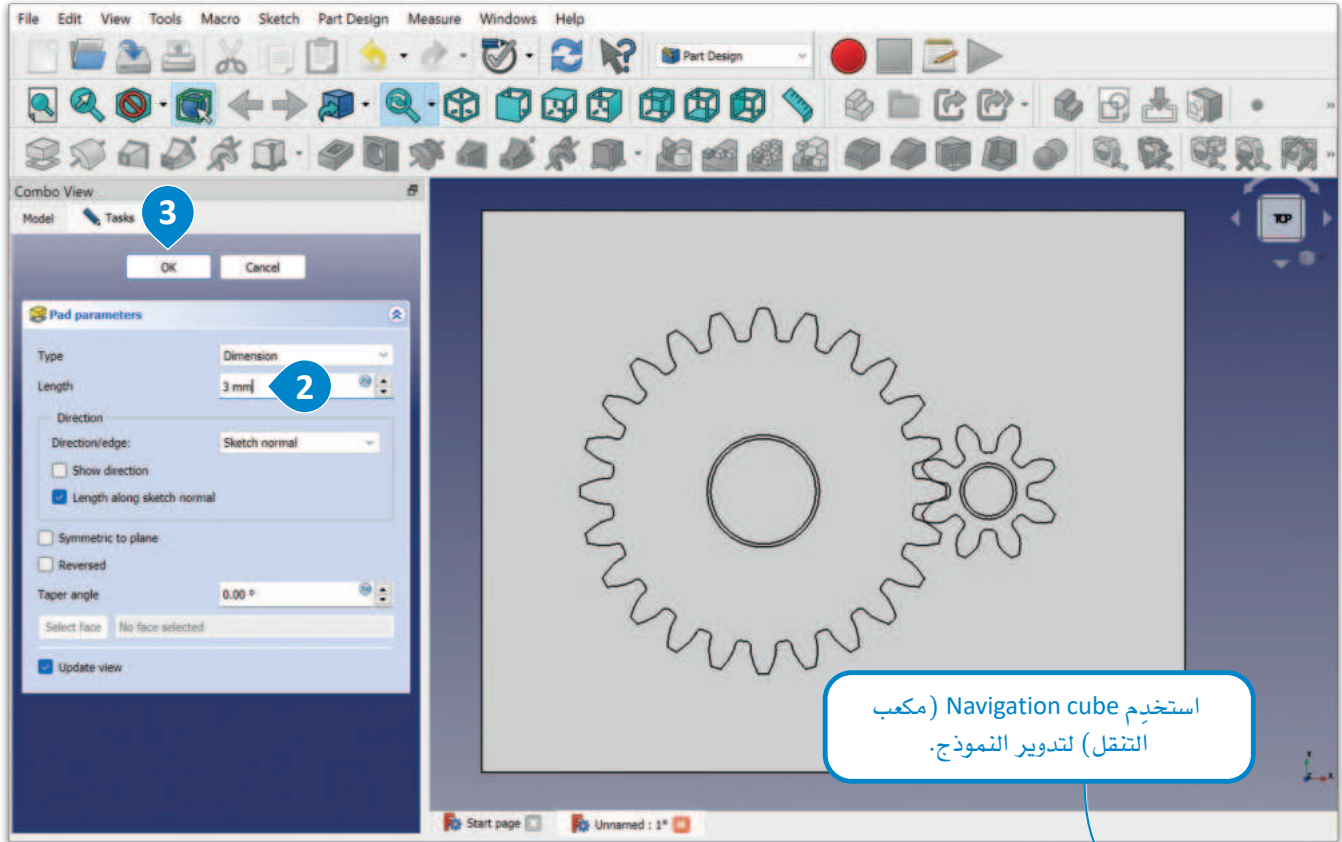 File Edit View Tools Macro Sketch Part Design Measure Windows Help
Part Design
Combo View
Model Tasks
3
OK Cancel
Pad parameters
Type Dimension
Length 3 mm
2
Direction
Direction/edge: Sketch normal
Show direction
Length along sketch normal
Symmetric to plane
Reversed
Taper angle 0.00 °
Select face No face selected
Update view
TOP
استخدِم Navigation cube (مكعب
التنقل) لتدوير النموذج.
Y
Z X
Start page Unnamed : 1*